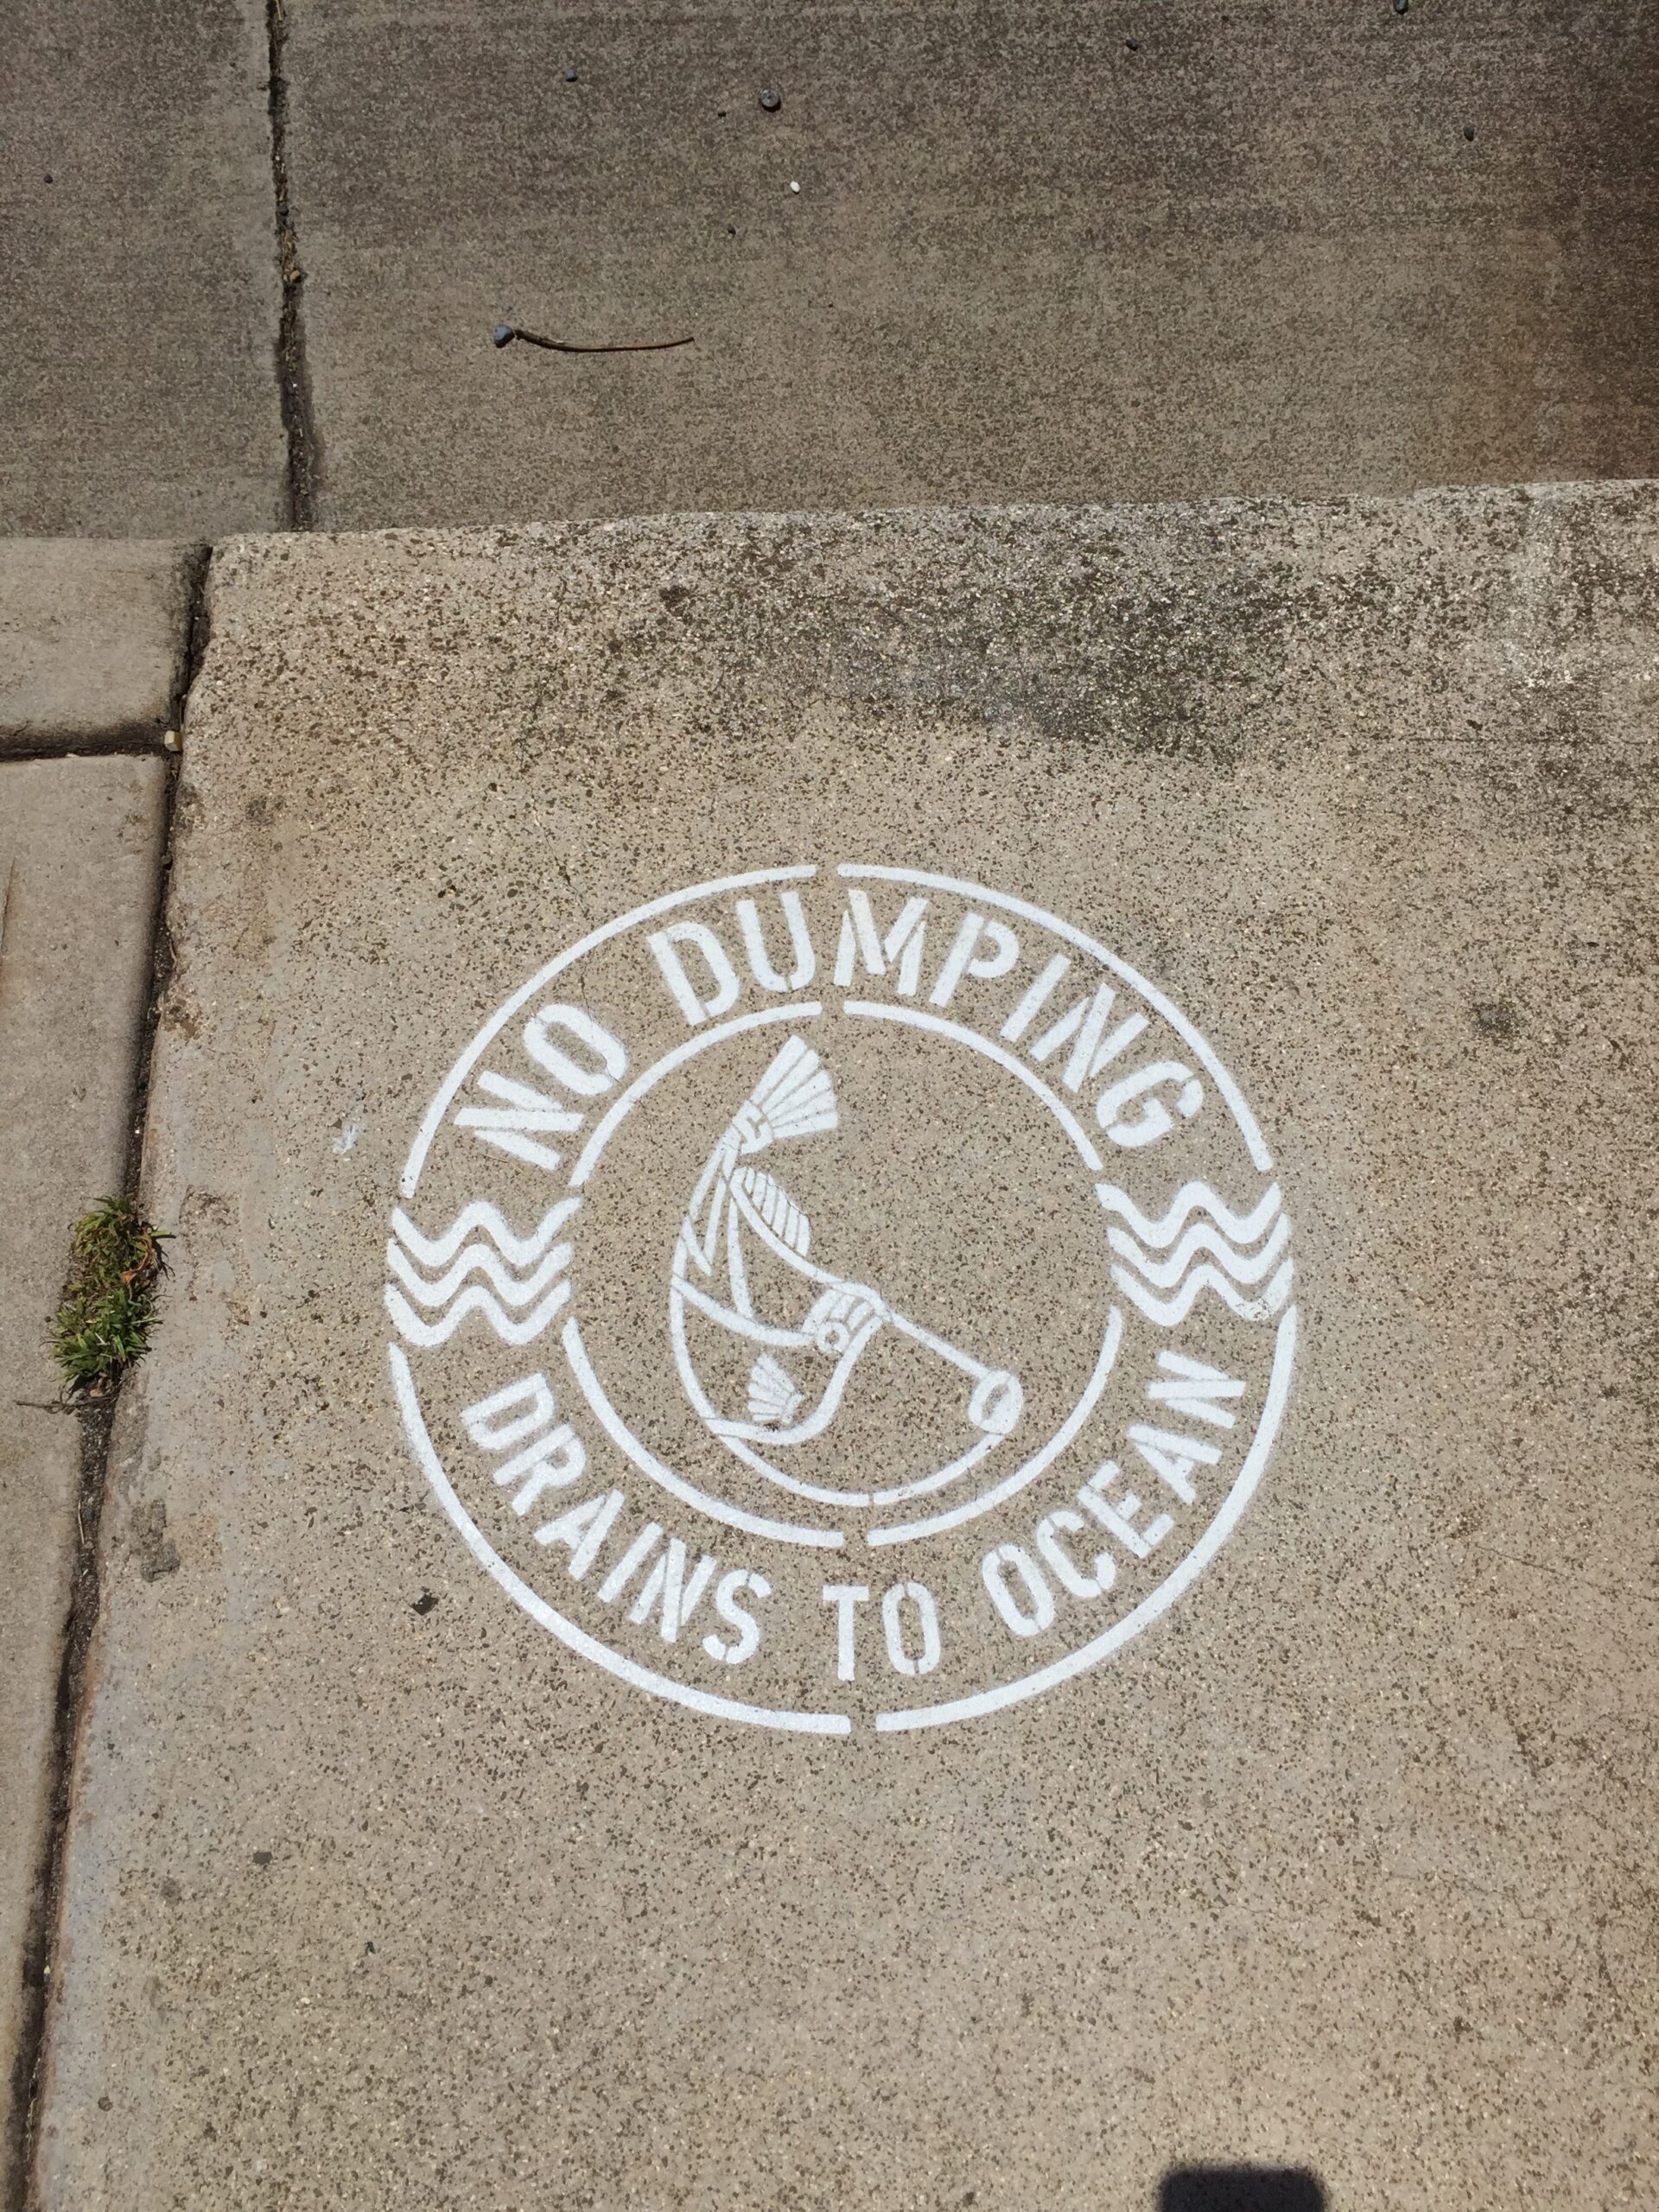 NO DUMPING
DRAINS TO OCEAN